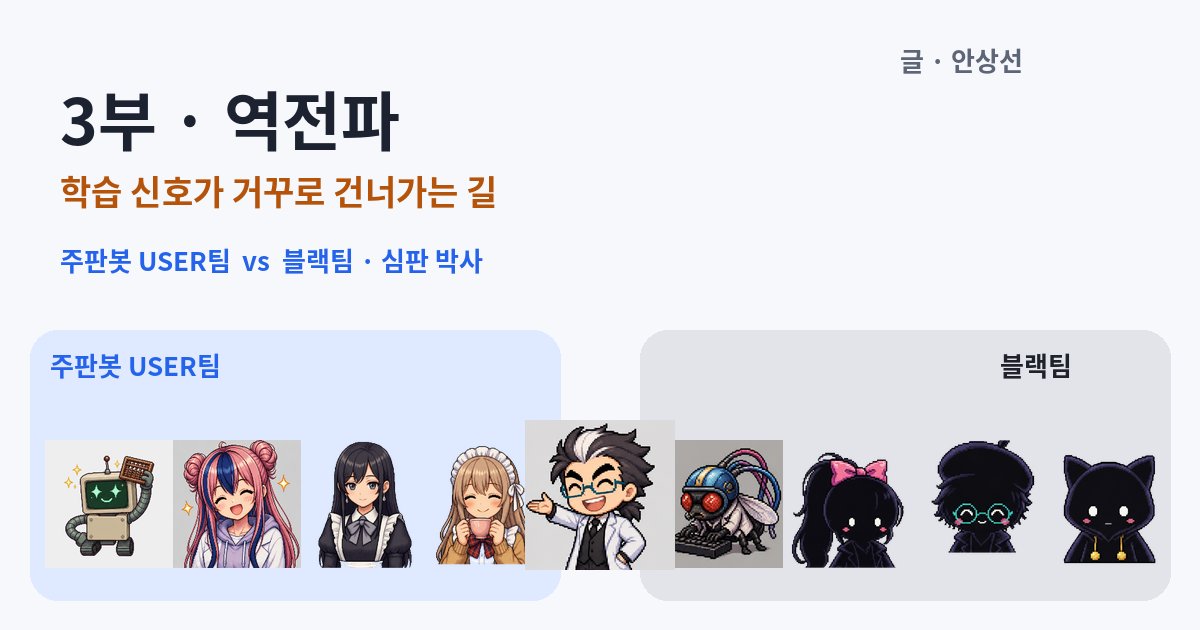 글 · 안상선
3부 · 역전파
학습 신호가 거꾸로 건너가는 길
주판봇 USER팀 vs 블랙팀 · 심판 박사
주판봇 USER팀
블랙팀